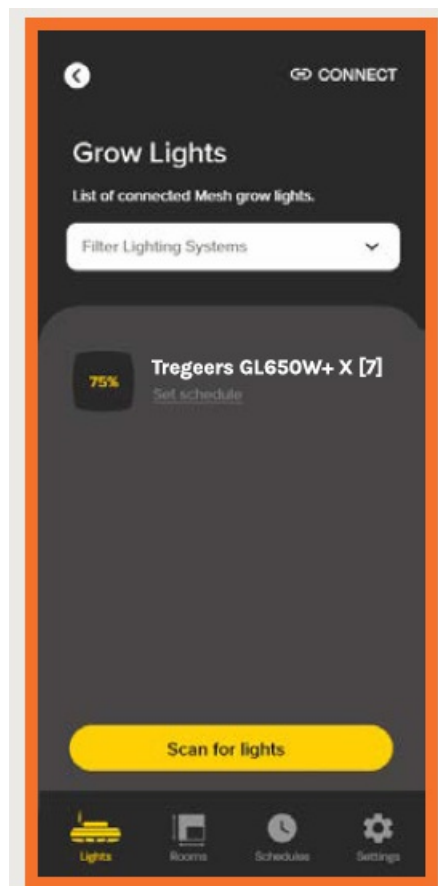 CONNECT
Grow Lights
List of connected Mesh grow lights.
Filter Lighting Systems
75%
Tregeers GL650W+ X [7]
Set schedule
Scan for lights
Lights
Rooms
Schedules
Settings